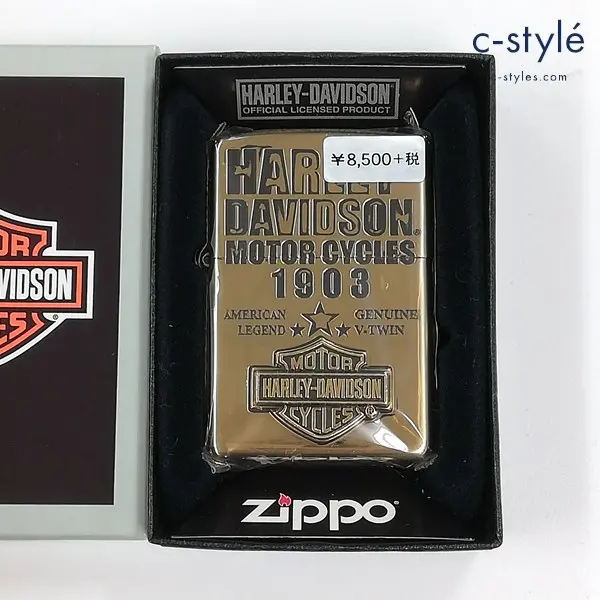 c-stylé
-styles.com
HARLEY-DAVIDSON
OFFICIAL LICENSED PRODUCT
¥8,500+税
HARLEY
DAVIDSON
MOTOR CYCLES
1903
AMERICAN GENUINE
LEGEND V-TWIN
MOTOR
HARLEY-DAVIDSON
CYCLES
®
zippo
®
DAVIDSON